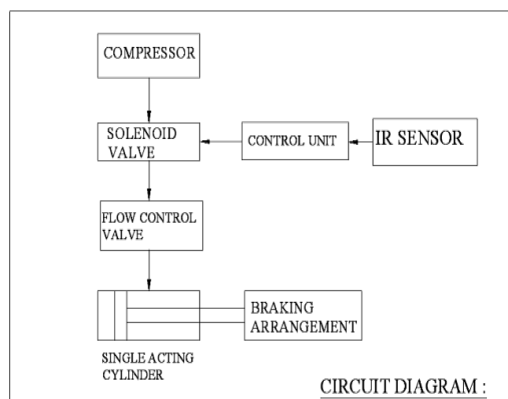 COMPRESSOR
SOLENOID
VALVE
CONTROL UNIT
IR SENSOR
FLOW CONTROL
VALVE
BRAKING
ARRANGEMENT
SINGLE ACTING
CYLINDER
CIRCUIT DIAGRAM :